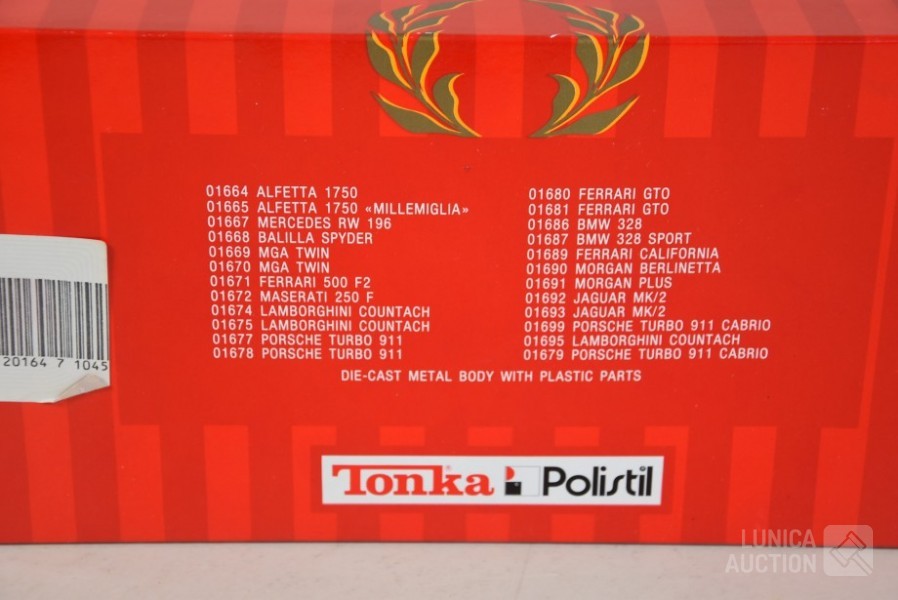 01664 ALFETTA 1750
01665 ALFETTA 1750 «MILLEMIGLIA»
01667 MERCEDES RW 196
01668 BALILLA SPYDER
01669 MGA TWIN
01670 MGA TWIN
01671 FERRARI 500 F2
01672 MASERATI 250 F
01674 LAMBORGHINI COUNTACH
01675 LAMBORGHINI COUNTACH
01677 PORSCHE TURBO 911
01678 PORSCHE TURBO 911
01680 FERRARI GTO
01681 FERRARI GTO
01686 BMW 328
01687 BMW 328 SPORT
01689 FERRARI CALIFORNIA
01690 MORGAN BERLINETTA
01691 MORGAN PLUS
01692 JAGUAR MK/2
01693 JAGUAR MK/2
01699 PORSCHE TURBO 911 CABRIO
01695 LAMBORGHINI COUNTACH
01679 PORSCHE TURBO 911 CABRIO
DIE-CAST METAL BODY WITH PLASTIC PARTS
20164 7 1045
Tonka Polistil
LUNICA
AUCTION